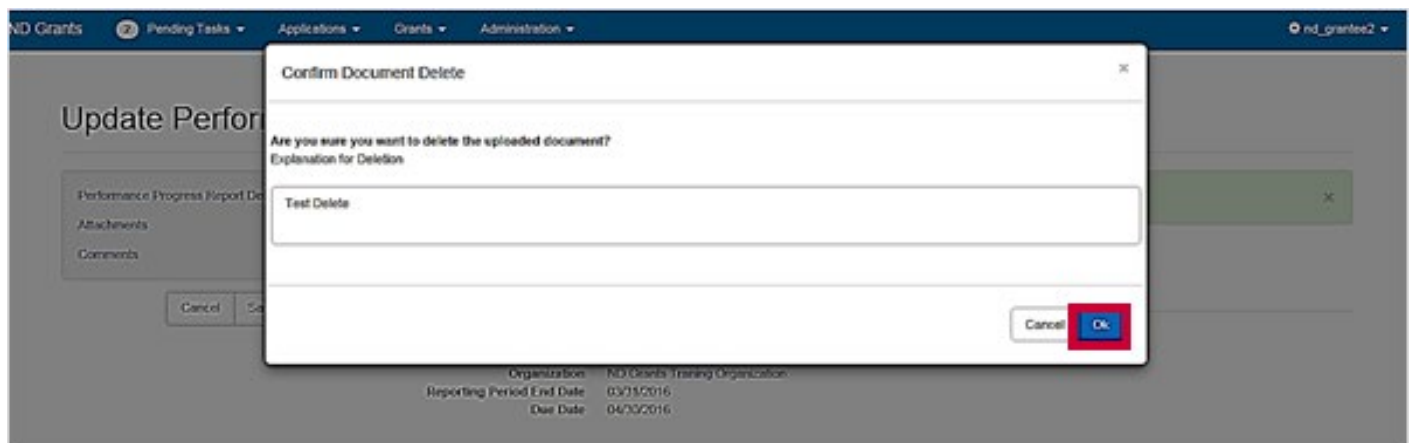 ND Grants 2 Pending Tasks Applications Grants Administration nd_grantee2
Confirm Document Delete ×
Update Perfor
Are you sure you want to delete the uploaded document?
Explanation for Deletion
Performance Progress Report De
Test Delete
×
Attachments
Comments
Cancel
Cancel Ok
Organization ND Grants Training Organization
Reporting Period End Date 03/31/2016
Due Date 04/30/2016